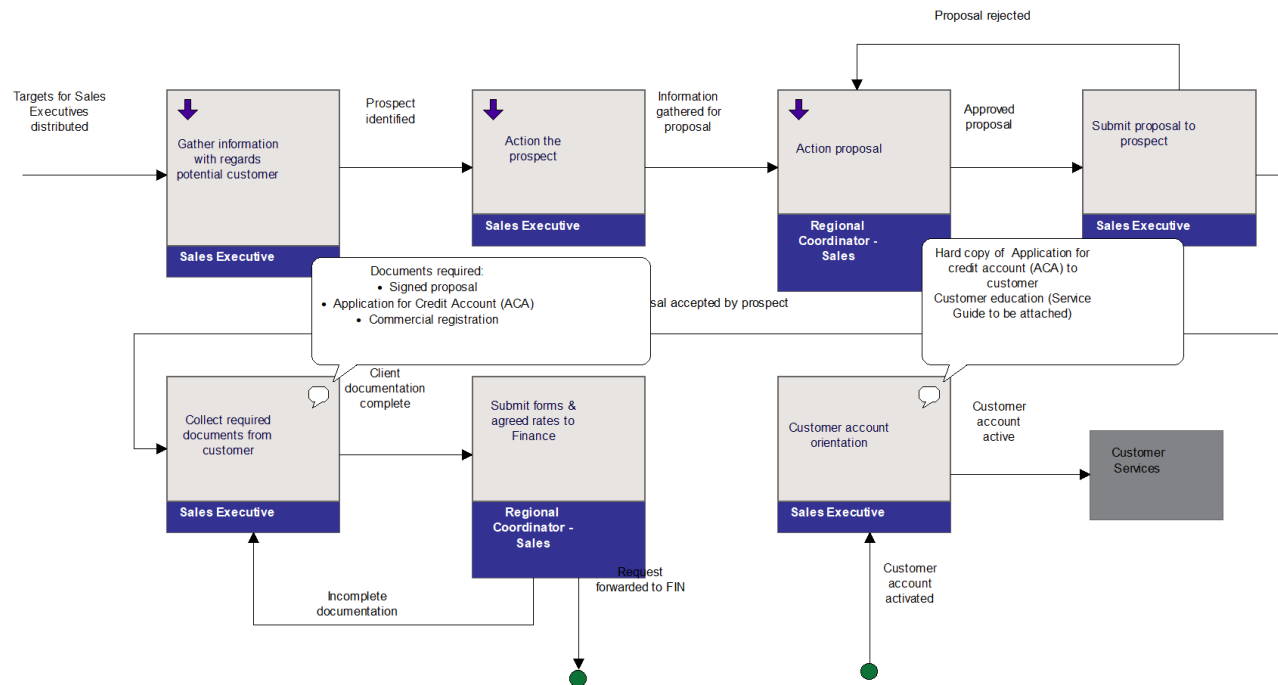 Proposal rejected
Targets for Sales
Executives
distributed
Prospect
identified
Information
gathered for
proposal
Approved
proposal
Gather information
with regards
potential customer
Sales Executive
Action the
prospect
Sales Executive
Action proposal
Regional
Coordinator -
Sales
Submit proposal to
prospect
Sales Executive
Documents required:
• Signed proposal
• Application for Credit Account (ACA)
• Commercial registration
accepted by prospect
Hard copy of Application for
credit account (ACA) to
customer
Customer education (Service
Guide to be attached)
Client
documentation
complete
Collect required
documents from
customer
Sales Executive
Submit forms &
agreed rates to
Finance
Regional
Coordinator -
Sales
Customer account
orientation
Sales Executive
Customer
account
active
Customer
Services
Incomplete
documentation
Request
forwarded to FIN
Customer
account
activated